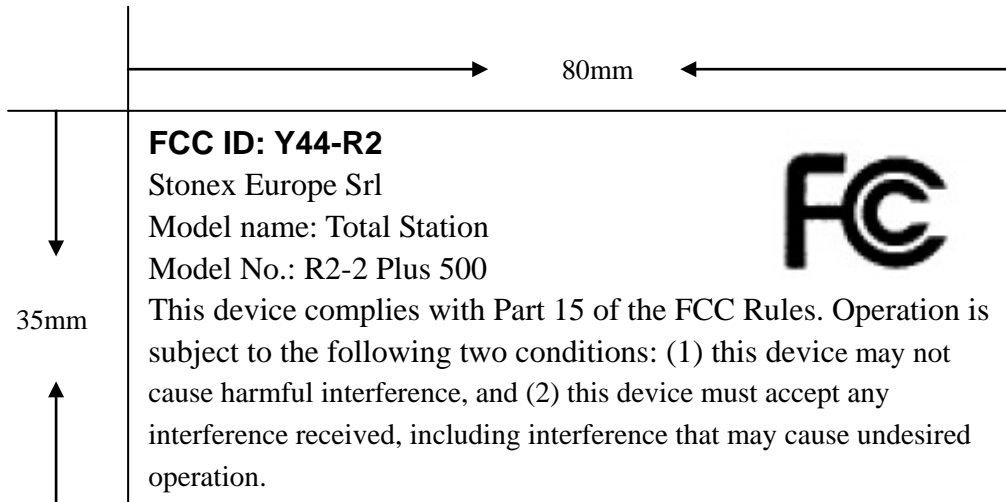 80mm
FCC ID: Y44-R2
Stonex Europe Srl
FC
Model name: Total Station
Model No.: R2-2 Plus 500
This device complies with Part 15 of the FCC Rules. Operation is
35mm
subject to the following two conditions: (1) this device may not
cause harmful interference, and (2) this device must accept any
interference received, including interference that may cause undesired
operation.